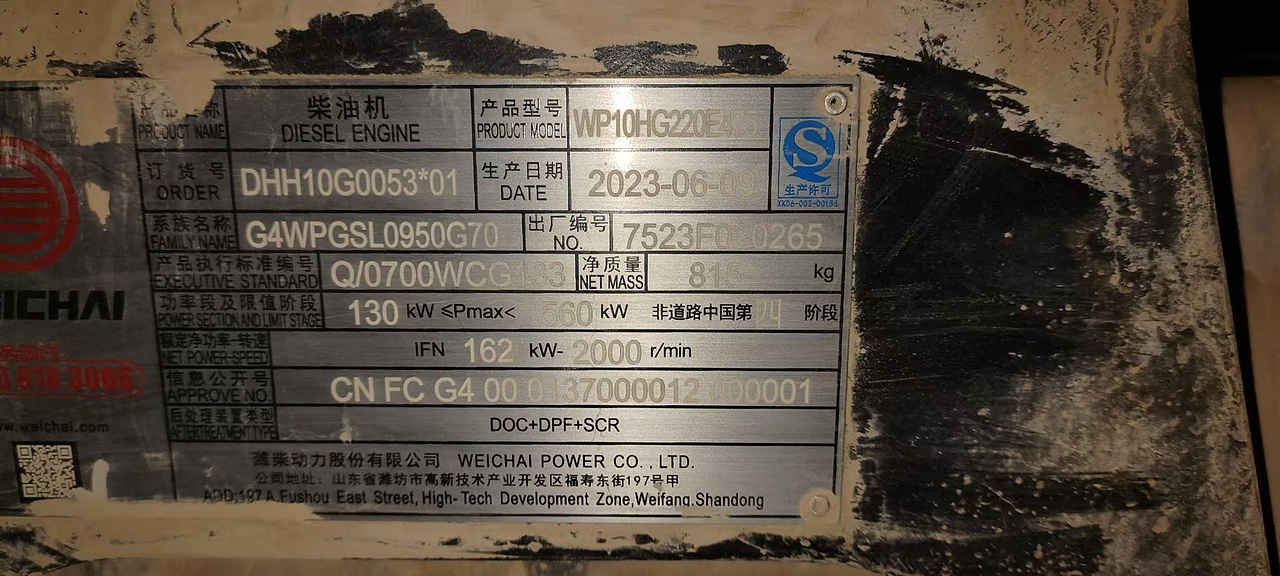 产品名称 柴油机 产品型号
PRODUCT NAME DIESEL ENGINE PRODUCT MODEL WP10HG220E4
订货号 生产日期
ORDER DHH10G0053*01 DATE 2023-06-09
生产许可
XK06-002-00156
系族名称 出厂编号
FAMILY NAME G4WPGSL0950G70 NO.
产品执行标准编号 净质量
EXECUTIVE STANDARD NET MASS kg
功率段及限值阶段
POWER SECTION AND LIMIT STAGE 130 kW ≤Pmax< 560 kW 非道路中国第四阶段
额定净功率-转速
NET POWER-SPEED IFN 162 kW- 2000 r/min
信息公开号
APPROVE NO. CN FC G4 00
后处理装置类型
AFTERTREATMENT TYPE DOC+DPF+SCR
潍柴动力股份有限公司 WEICHAI POWER CO.,LTD.
公司地址: 山东省潍坊市高新技术产业开发区福寿东街197号甲
ADD:197 A,Fushou East Street, High-Tech Development Zone,Weifang.Shandong
www.weichai.com